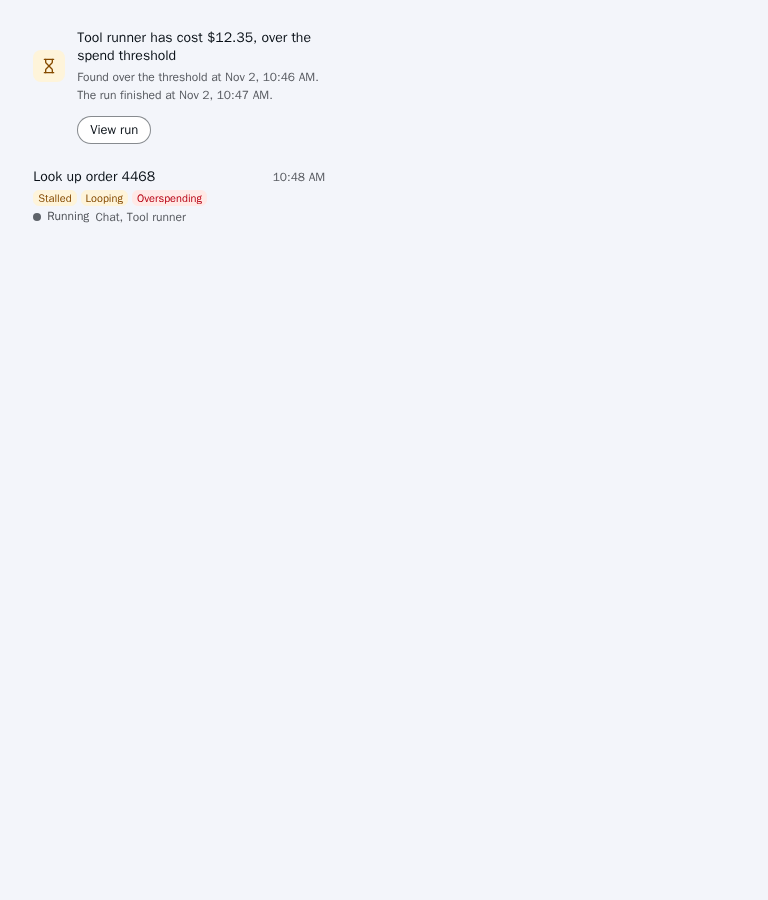 Tool runner has cost $12.35, over the
spend threshold
Found over the threshold at Nov 2, 10:46 AM.
The run finished at Nov 2, 10:47 AM.
View run
Look up order 4468 10:48 AM
Stalled Looping Overspending
Running Chat, Tool runner